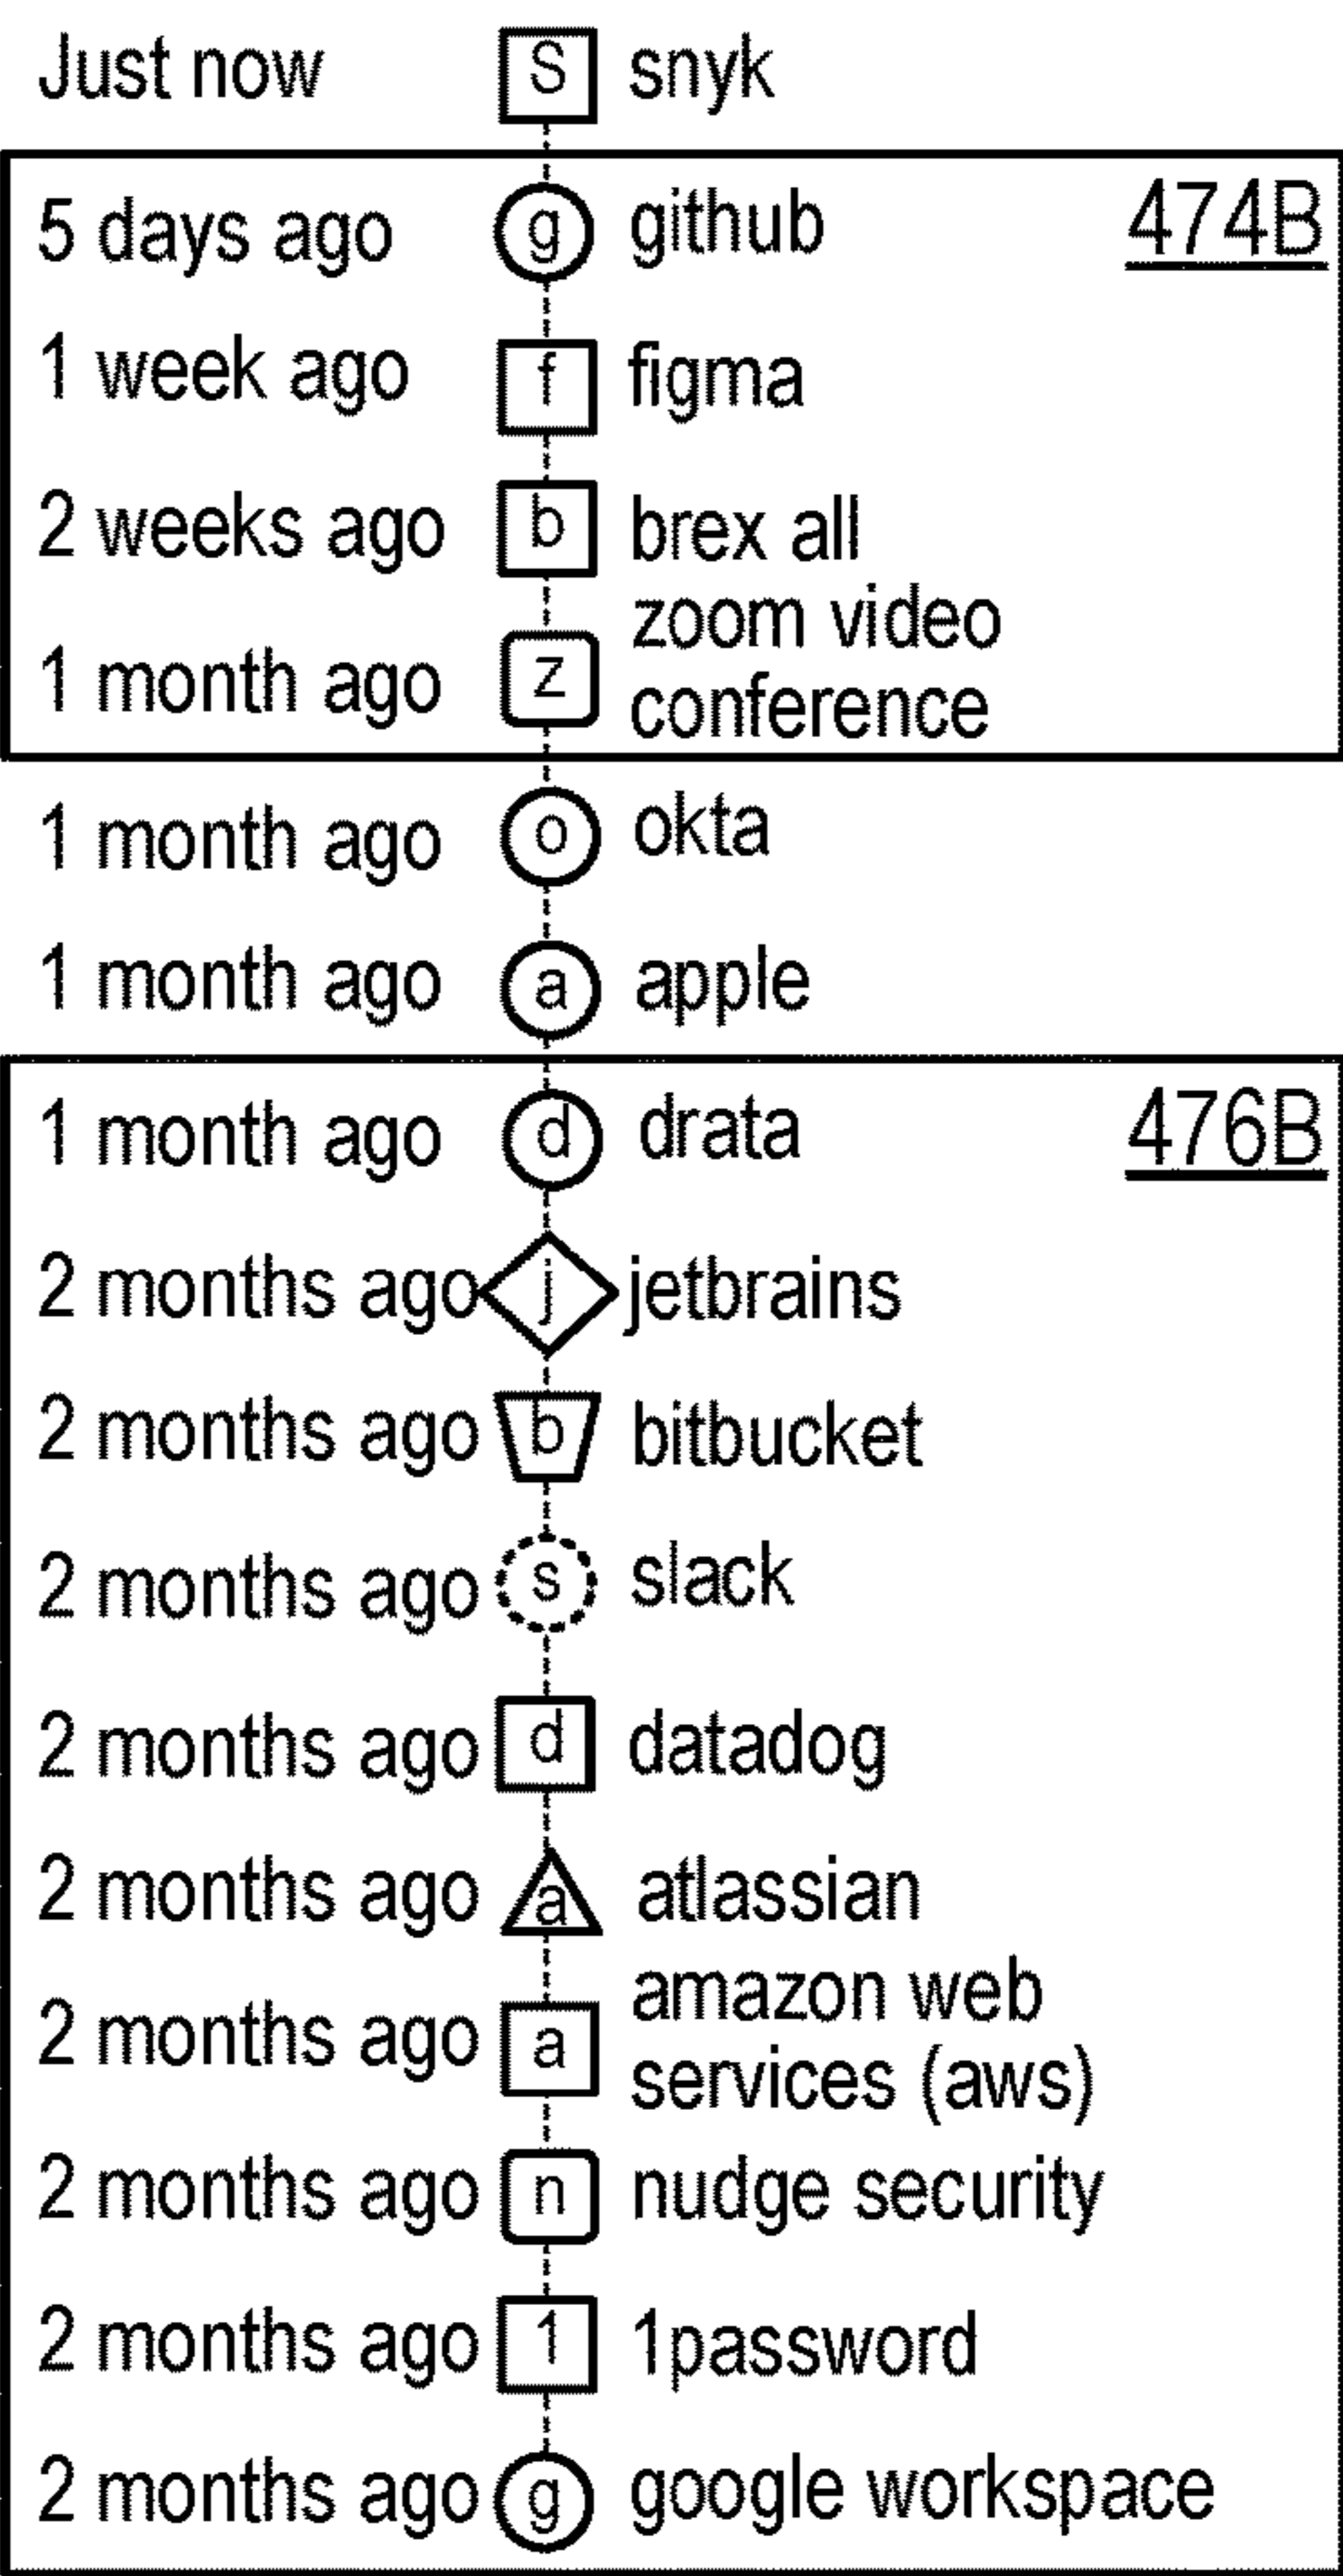 Just now S snyk
5 days ago g github 474B
1 week ago f figma
2 weeks ago b brex all
1 month ago z zoom video
conference
1 month ago o okta
1 month ago a apple
1 month ago d drata 476B
2 months ago j jetbrains
2 months ago b bitbucket
2 months ago s slack
2 months ago d datadog
2 months ago a atlassian
2 months ago a amazon web
services (aws)
2 months ago n nudge security
2 months ago 1 1password
2 months ago g google workspace